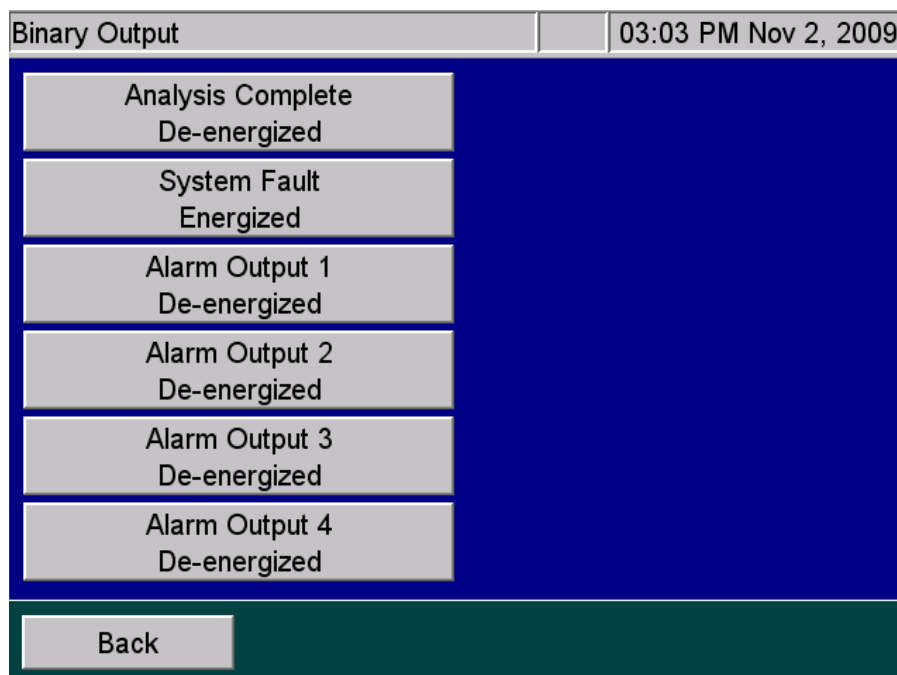 Binary Output
03:03 PM Nov 2, 2009
Analysis Complete
De-energized
System Fault
Energized
Alarm Output 1
De-energized
Alarm Output 2
De-energized
Alarm Output 3
De-energized
Alarm Output 4
De-energized
Back